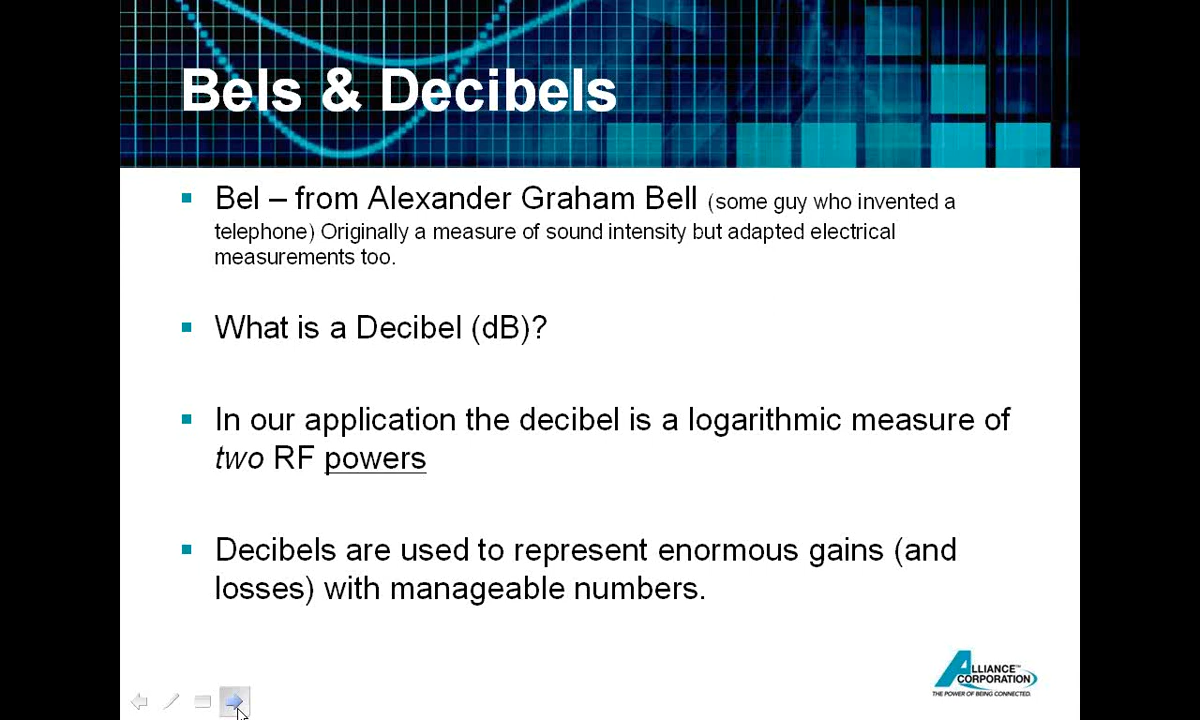 Bels & Decibels
Bel – from Alexander Graham Bell (some guy who invented a
telephone) Originally a measure of sound intensity but adapted electrical
measurements too.
What is a Decibel (dB)?
In our application the decibel is a logarithmic measure of
two RF powers
Decibels are used to represent enormous gains (and
losses) with manageable numbers.
ALLIANCE™
CORPORATION
THE POWER OF BEING CONNECTED.